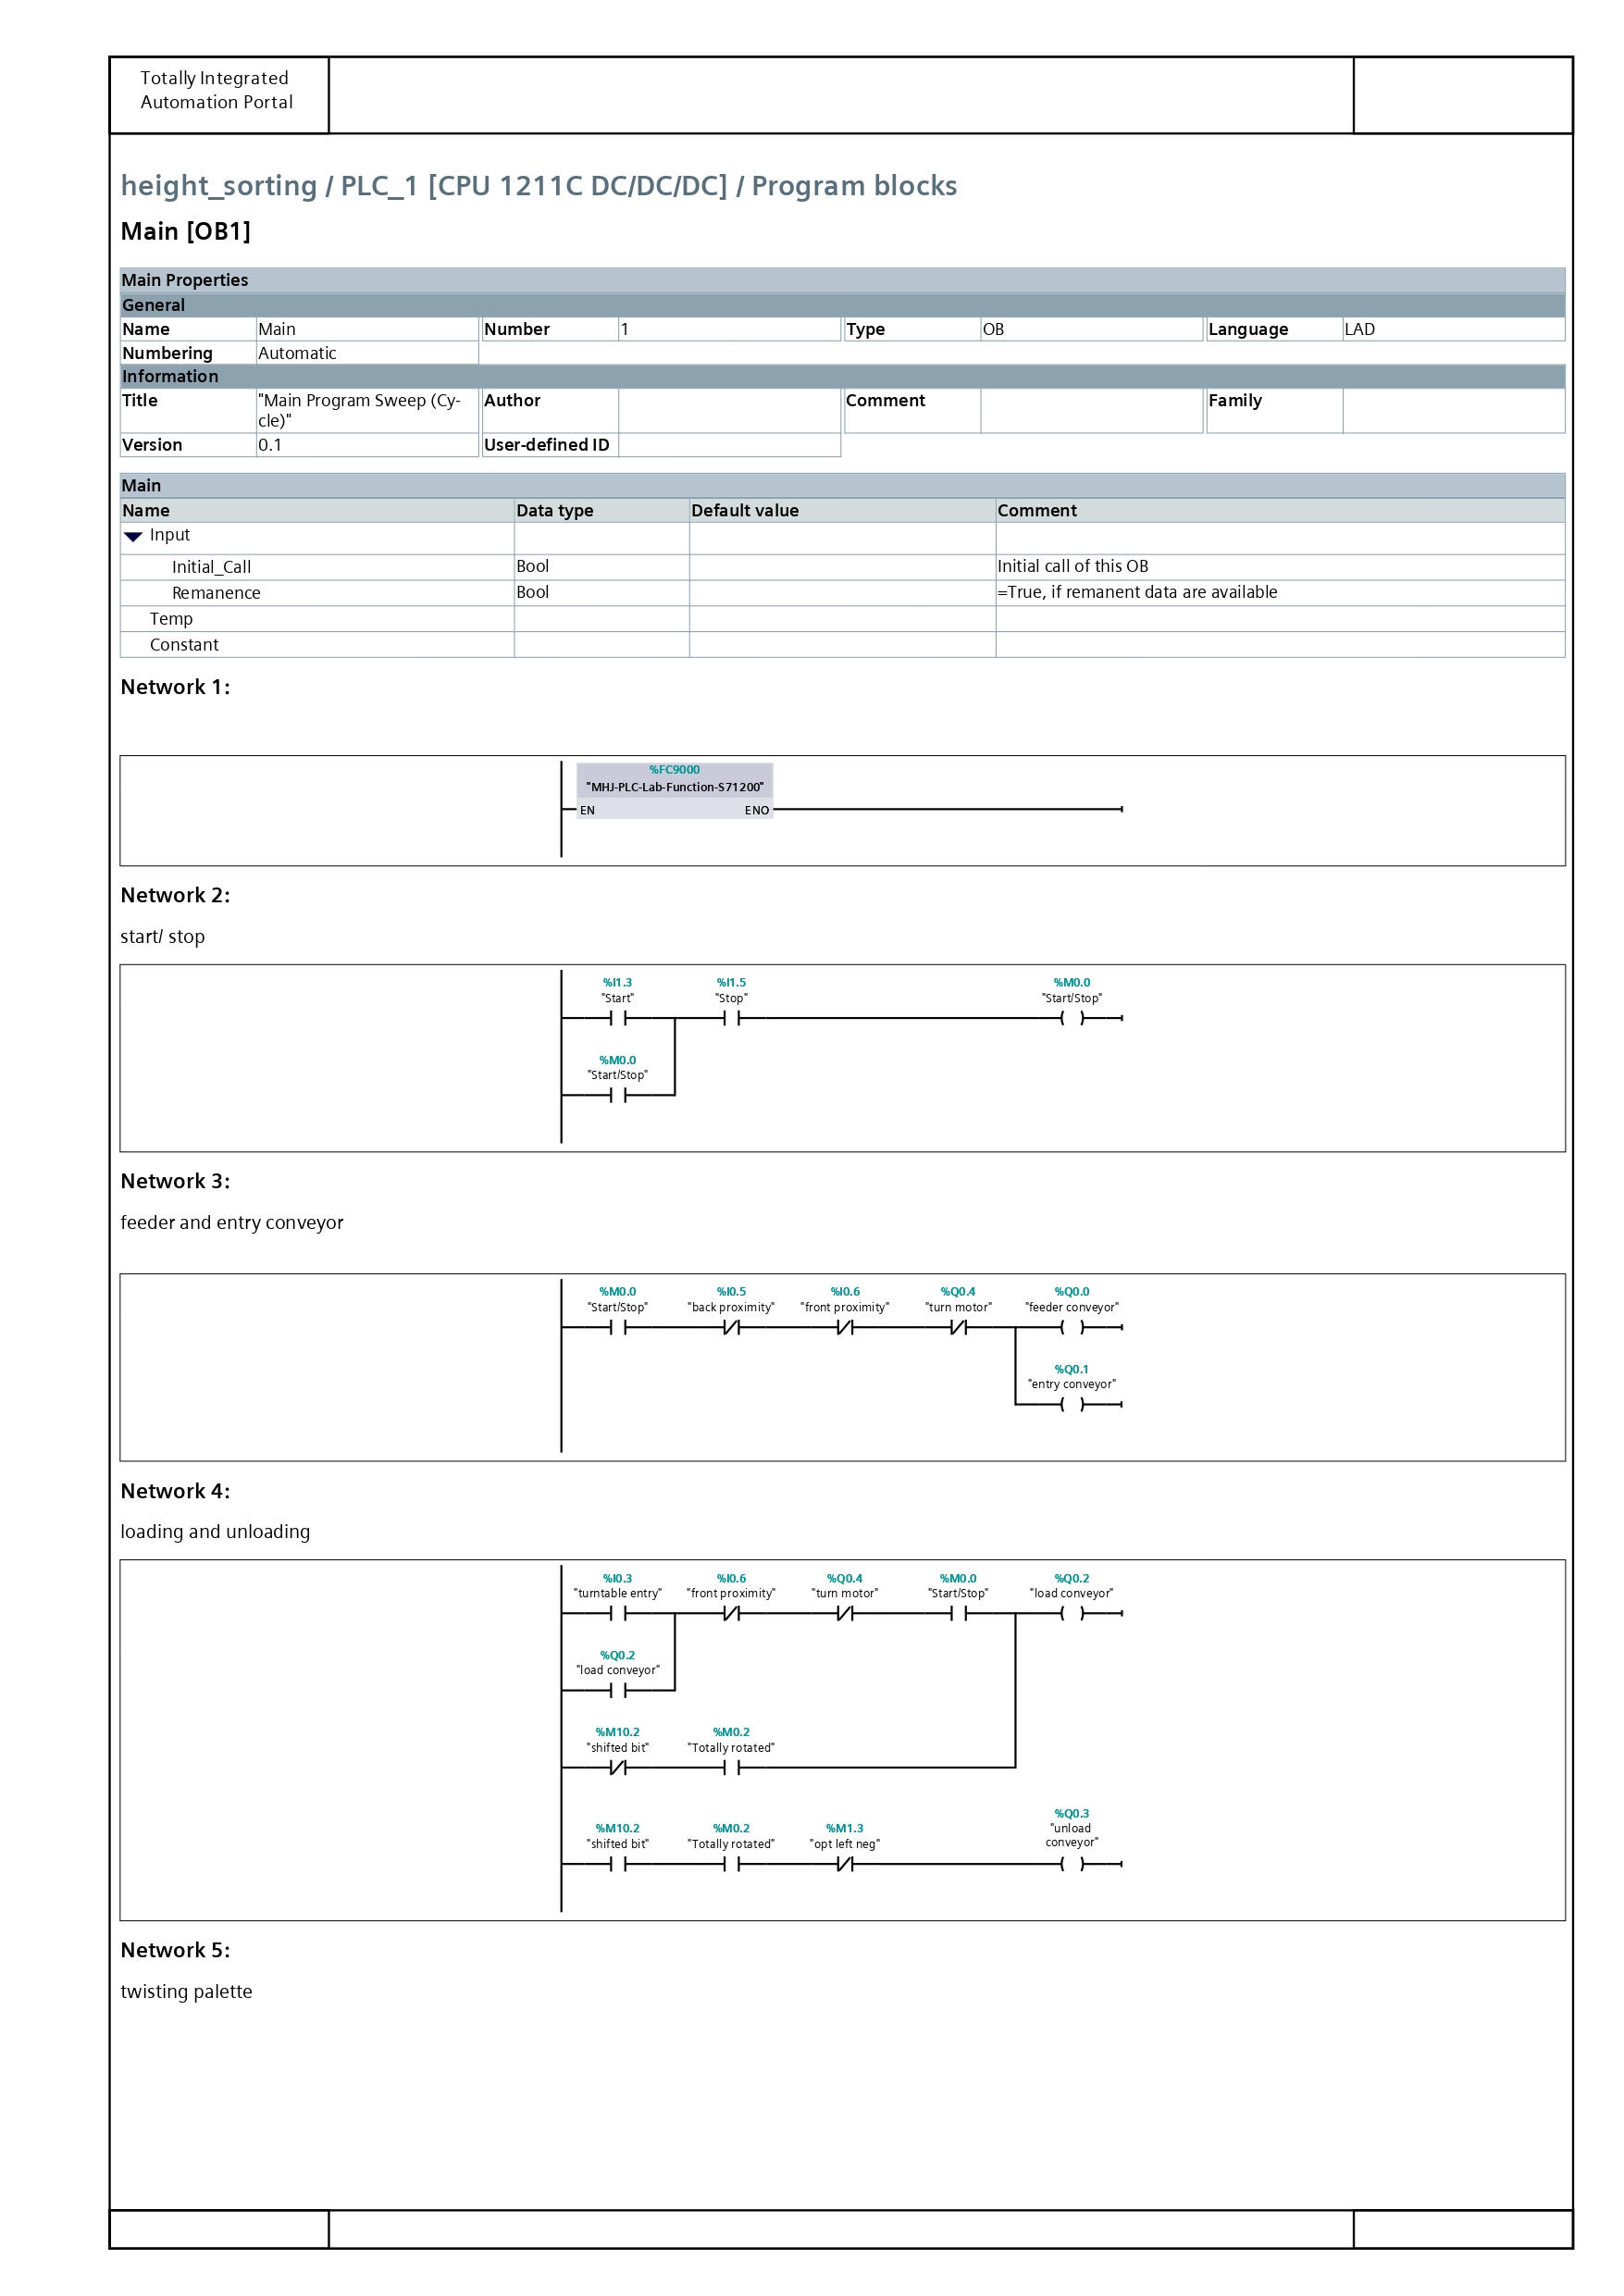 Totally Integrated
Automation Portal
height_sorting / PLC_1 [CPU 1211C DC/DC/DC] / Program blocks
Main [OB1]
Main Properties
General
Name Main Number 1 Type OB Language LAD
Numbering Automatic
Information
Title "Main Program Sweep (Cy-
cle)" Author Comment Family
Version 0.1 User-defined ID
Main
Name Data type Default value Comment
Input
Initial_Call Bool Initial call of this OB
Remanence Bool =True, if remanent data are available
Temp
Constant
Network 1:
%FC9000
"MHJ-PLC-Lab-Function-S71200"
EN ENO
Network 2:
start/ stop
%I1.3 %I1.5 %M0.0
"Start" "Stop" "Start/Stop"
%M0.0
"Start/Stop"
Network 3:
feeder and entry conveyor
%M0.0 %I0.5 %I0.6 %Q0.4 %Q0.0
"Start/Stop" "back proximity" "front proximity" "turn motor" "feeder conveyor"
%Q0.1
"entry conveyor"
Network 4:
loading and unloading
%I0.3 %I0.6 %Q0.4 %M0.0 %Q0.2
"turntable entry" "front proximity" "turn motor" "Start/Stop" "load conveyor"
%Q0.2
"load conveyor"
%M10.2 %M0.2
"shifted bit" "Totally rotated"
%Q0.3
%M10.2 %M0.2 %M1.3 "unload
"shifted bit" "Totally rotated" "opt left neg" conveyor"
Network 5:
twisting palette